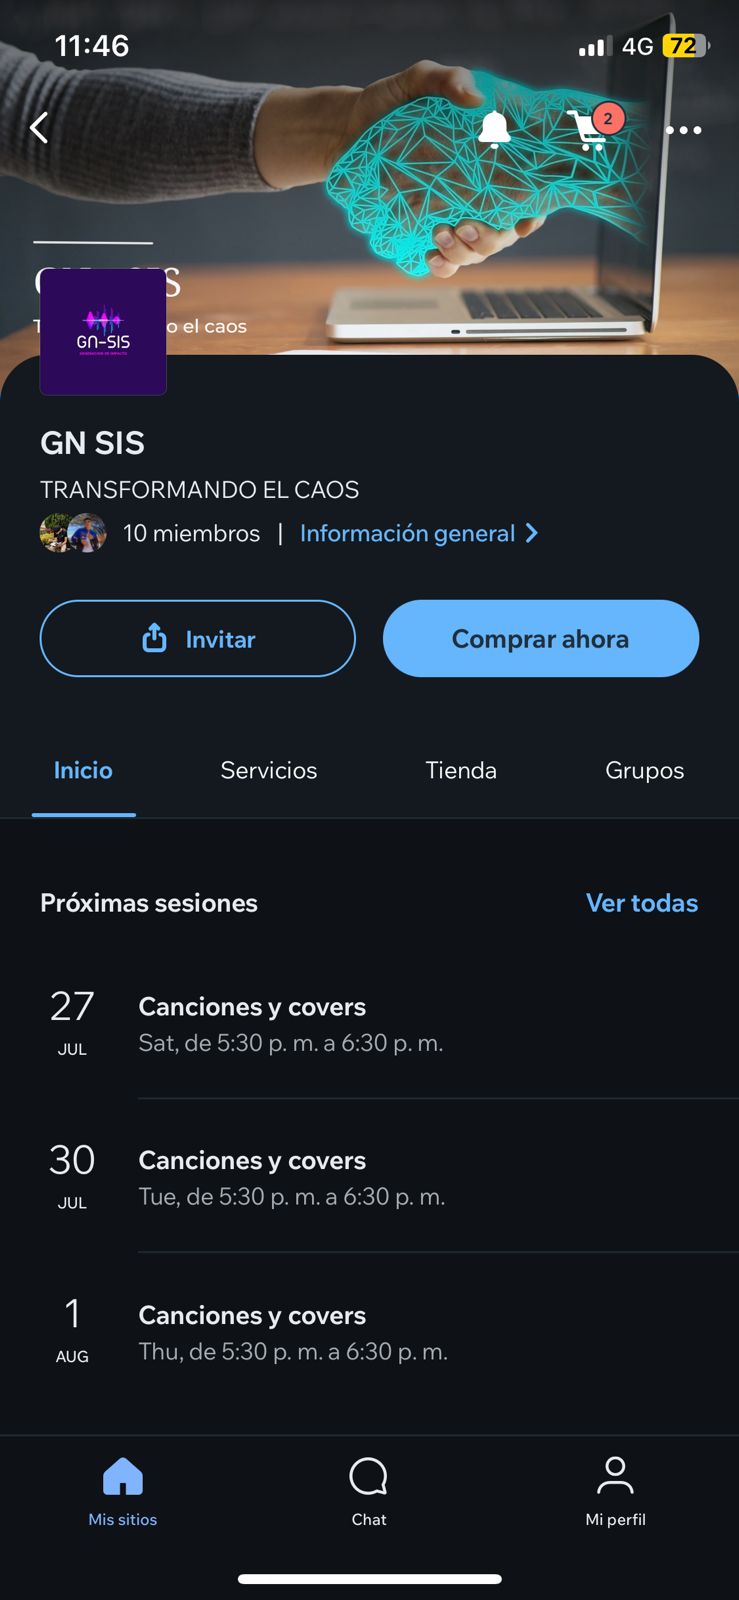 11:46
4G 72
2
o el caos
GN-SIS
GN SIS
TRANSFORMANDO EL CAOS
10 miembros | Información general
Invitar
Comprar ahora
Inicio Servicios Tienda Grupos
Próximas sesiones Ver todas
27 Canciones y covers
JUL Sat, de 5:30 p. m. a 6:30 p. m.
30 Canciones y covers
JUL Tue, de 5:30 p. m. a 6:30 p. m.
1 Canciones y covers
AUG Thu, de 5:30 p. m. a 6:30 p. m.
Mis sitios Chat Mi perfil